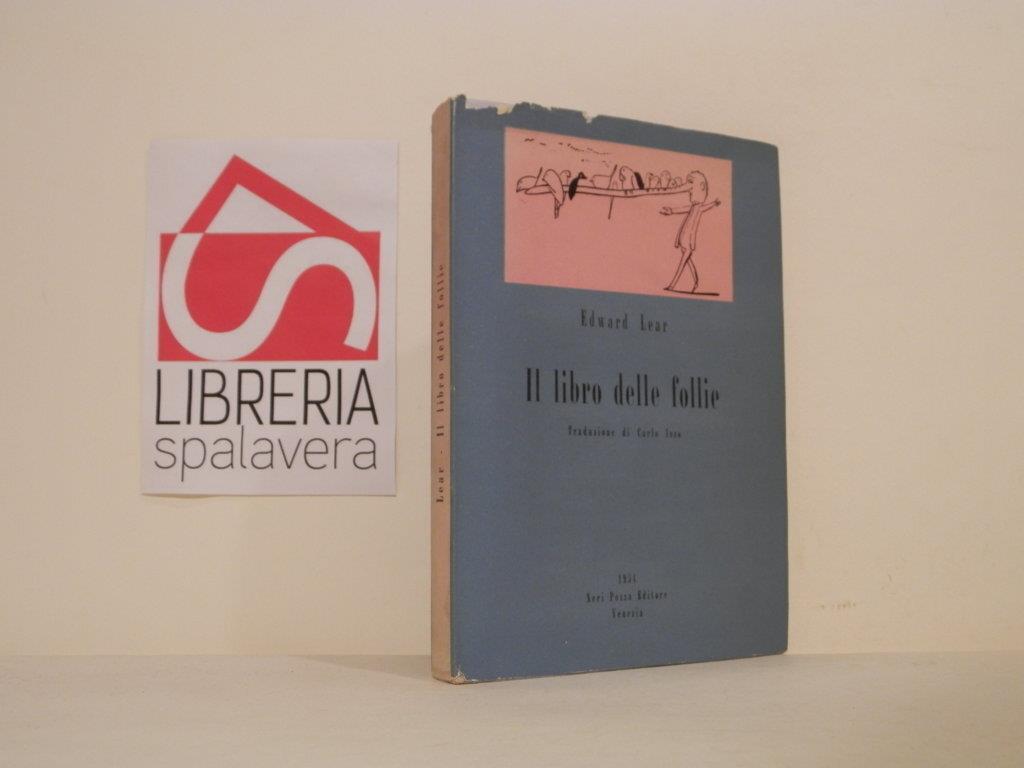 LIBRERIA
spalavera
Lear - Il libro delle follie
Edward Lear
Il libro delle follie
Traduzione di Carlo Izzo
1954
Neri Pozza Editore
Venezia